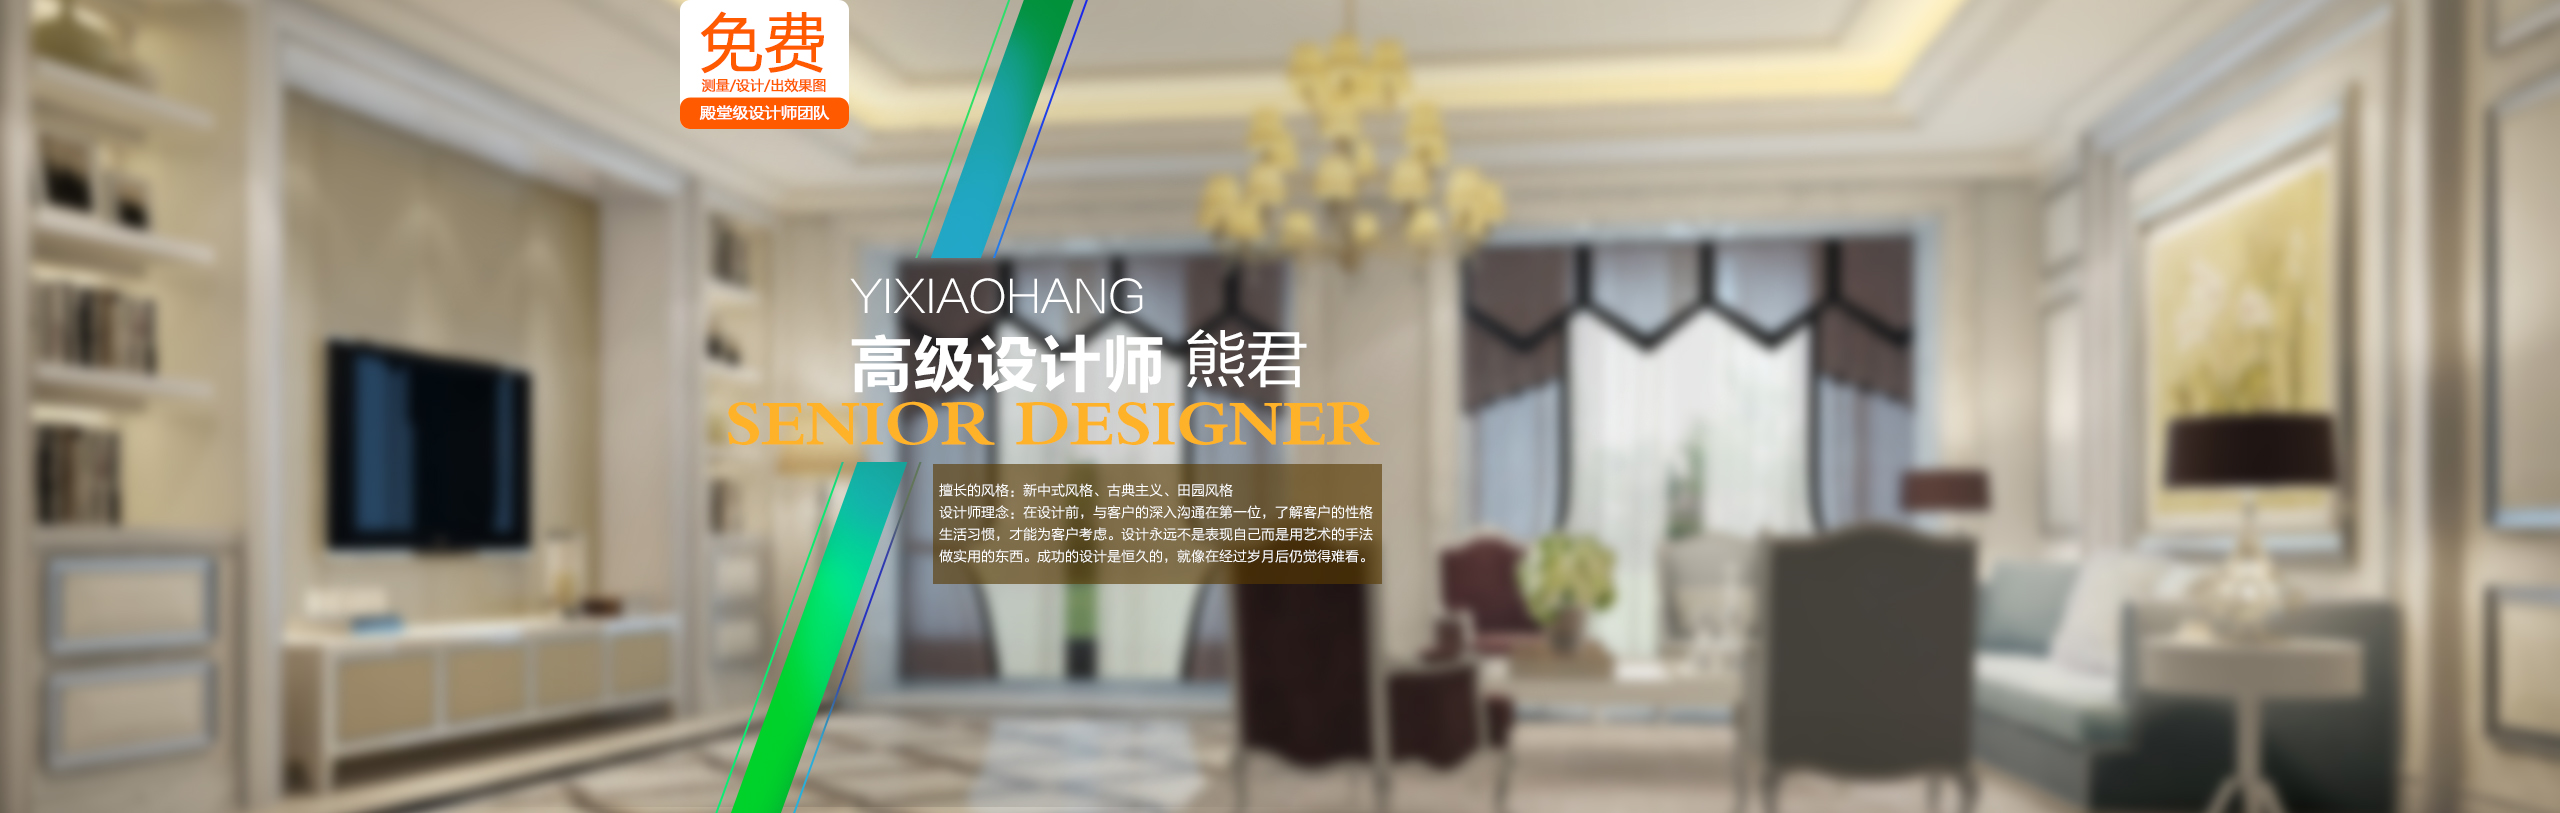 免费
测量/设计/出效果图
殿堂级设计师团队
YIXIAOHANG
高级设计师 熊君
SENIOR DESIGNER
擅长的风格：新中式风格、古典主义、田园风格
设计师理念：在设计前，与客户的深入沟通在第一位，了解客户的性格
生活习惯，才能为客户考虑。设计永远不是表现自己而是用艺术的手法
做实用的东西。成功的设计是恒久的，就像在经过岁月后仍觉得难看。